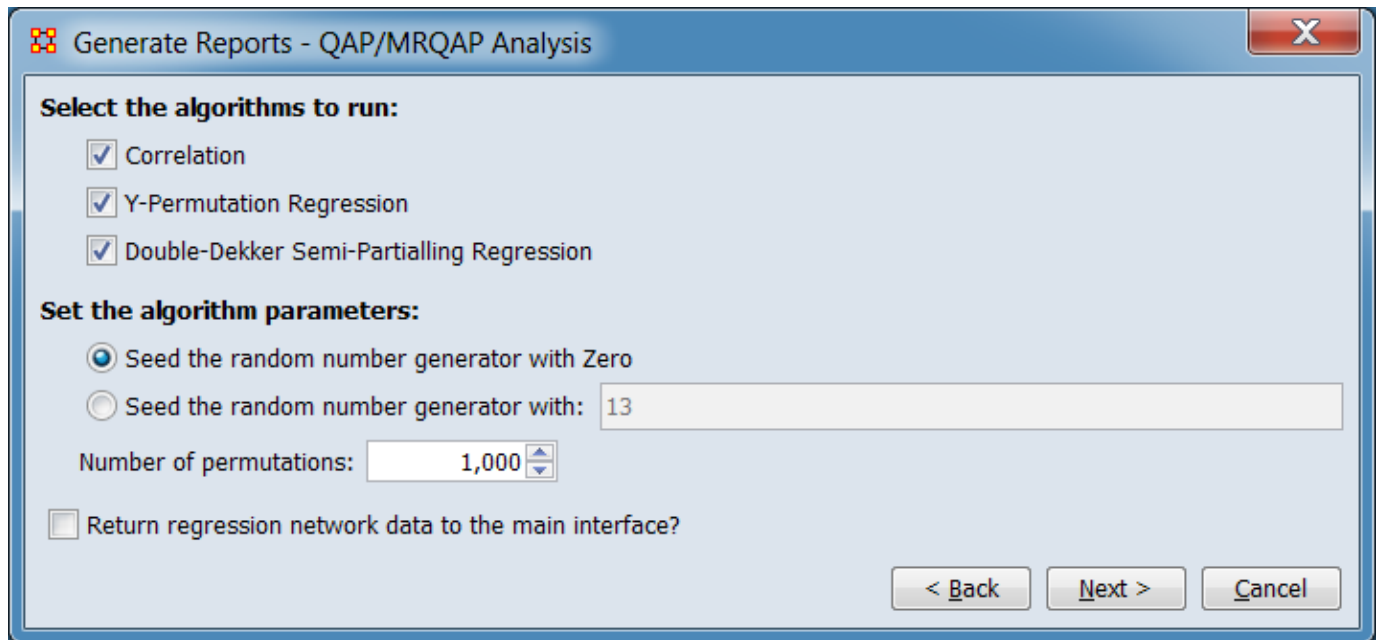 Generate Reports - QAP/MRQAP Analysis
X
Select the algorithms to run:
Correlation
Y-Permutation Regression
Double-Dekker Semi-Partialling Regression
Set the algorithm parameters:
Seed the random number generator with Zero
Seed the random number generator with: 13
Number of permutations: 1,000
Return regression network data to the main interface?
< Back Next > Cancel